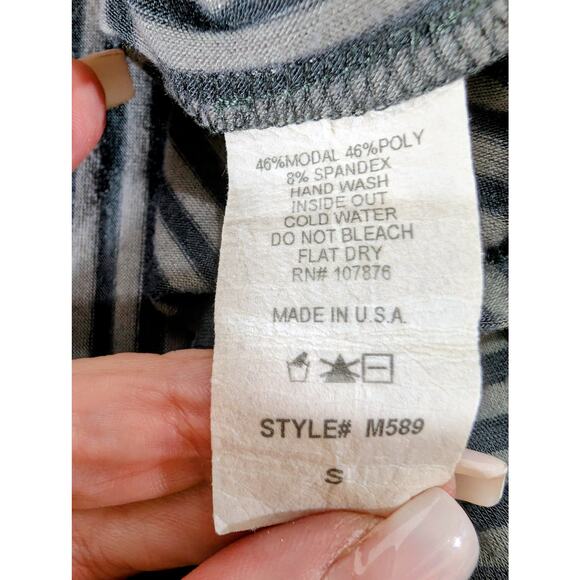 46%MODAL 46%POLY
8% SPANDEX
HAND WASH
INSIDE OUT
COLD WATER
DO NOT BLEACH
FLAT DRY
RN# 107876
MADE IN U.S.A.
STYLE# M589
S